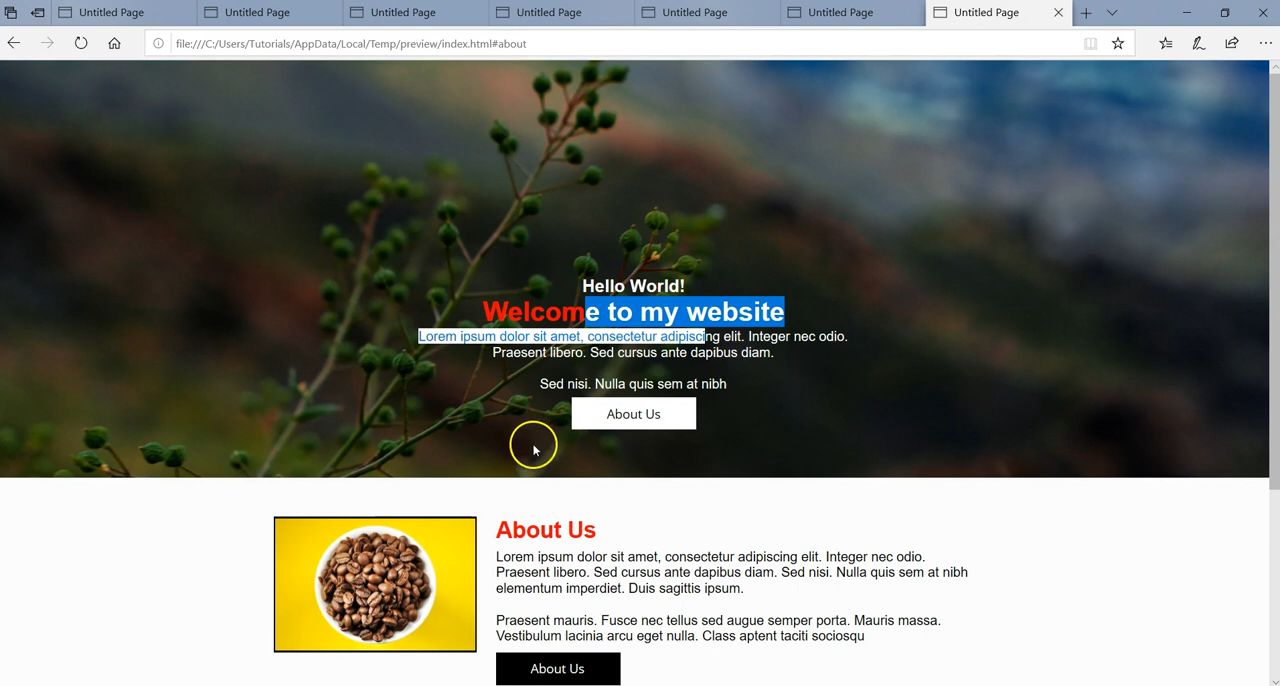 Untitled Page Untitled Page Untitled Page Untitled Page Untitled Page Untitled Page Untitled Page
file:///C:/Users/Tutorials/AppData/Local/Temp/preview/index.html#about
Hello World!
Welcome to my website
Lorem ipsum dolor sit amet, consectetur adipiscing elit. Integer nec odio.
Praesent libero. Sed cursus ante dapibus diam.
Sed nisi. Nulla quis sem at nibh
About Us
About Us
Lorem ipsum dolor sit amet, consectetur adipiscing elit. Integer nec odio.
Praesent libero. Sed cursus ante dapibus diam. Sed nisi. Nulla quis sem at nibh
elementum imperdiet. Duis sagittis ipsum.
Praesent mauris. Fusce nec tellus sed augue semper porta. Mauris massa.
Vestibulum lacinia arcu eget nulla. Class aptent taciti sociosqu
About Us